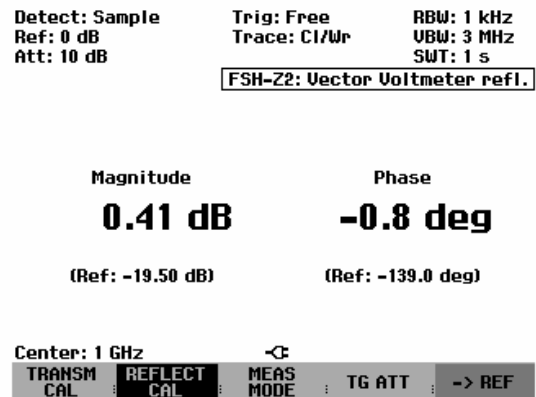 Detect: Sample Trig: Free RBW: 1 kHz
Ref: 0 dB Trace: Cl/Wr VBW: 3 MHz
Att: 10 dB SWT: 1 s
FSH-Z2: Vector Voltmeter refl.
Magnitude Phase
0.41 dB -0.8 deg
(Ref: -19.50 dB) (Ref: -139.0 deg)
Center: 1 GHz
TRANSM CAL REFLECT CAL MEAS MODE TG ATT -> REF